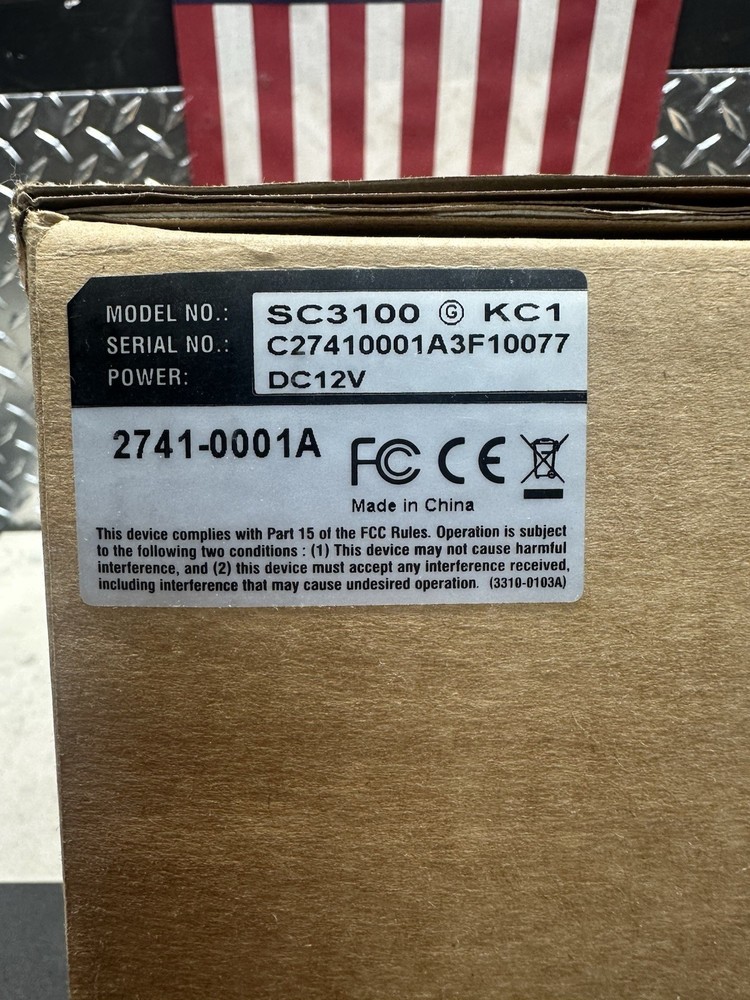 MODEL NO.: SC3100 Ⓖ KC1
SERIAL NO.: C27410001A3F10077
POWER: DC12V
2741-0001A FC CE
Made in China
This device complies with Part 15 of the FCC Rules. Operation is subject
to the following two conditions : (1) This device may not cause harmful
interference, and (2) this device must accept any interference received,
including interference that may cause undesired operation. (3310-0103A)